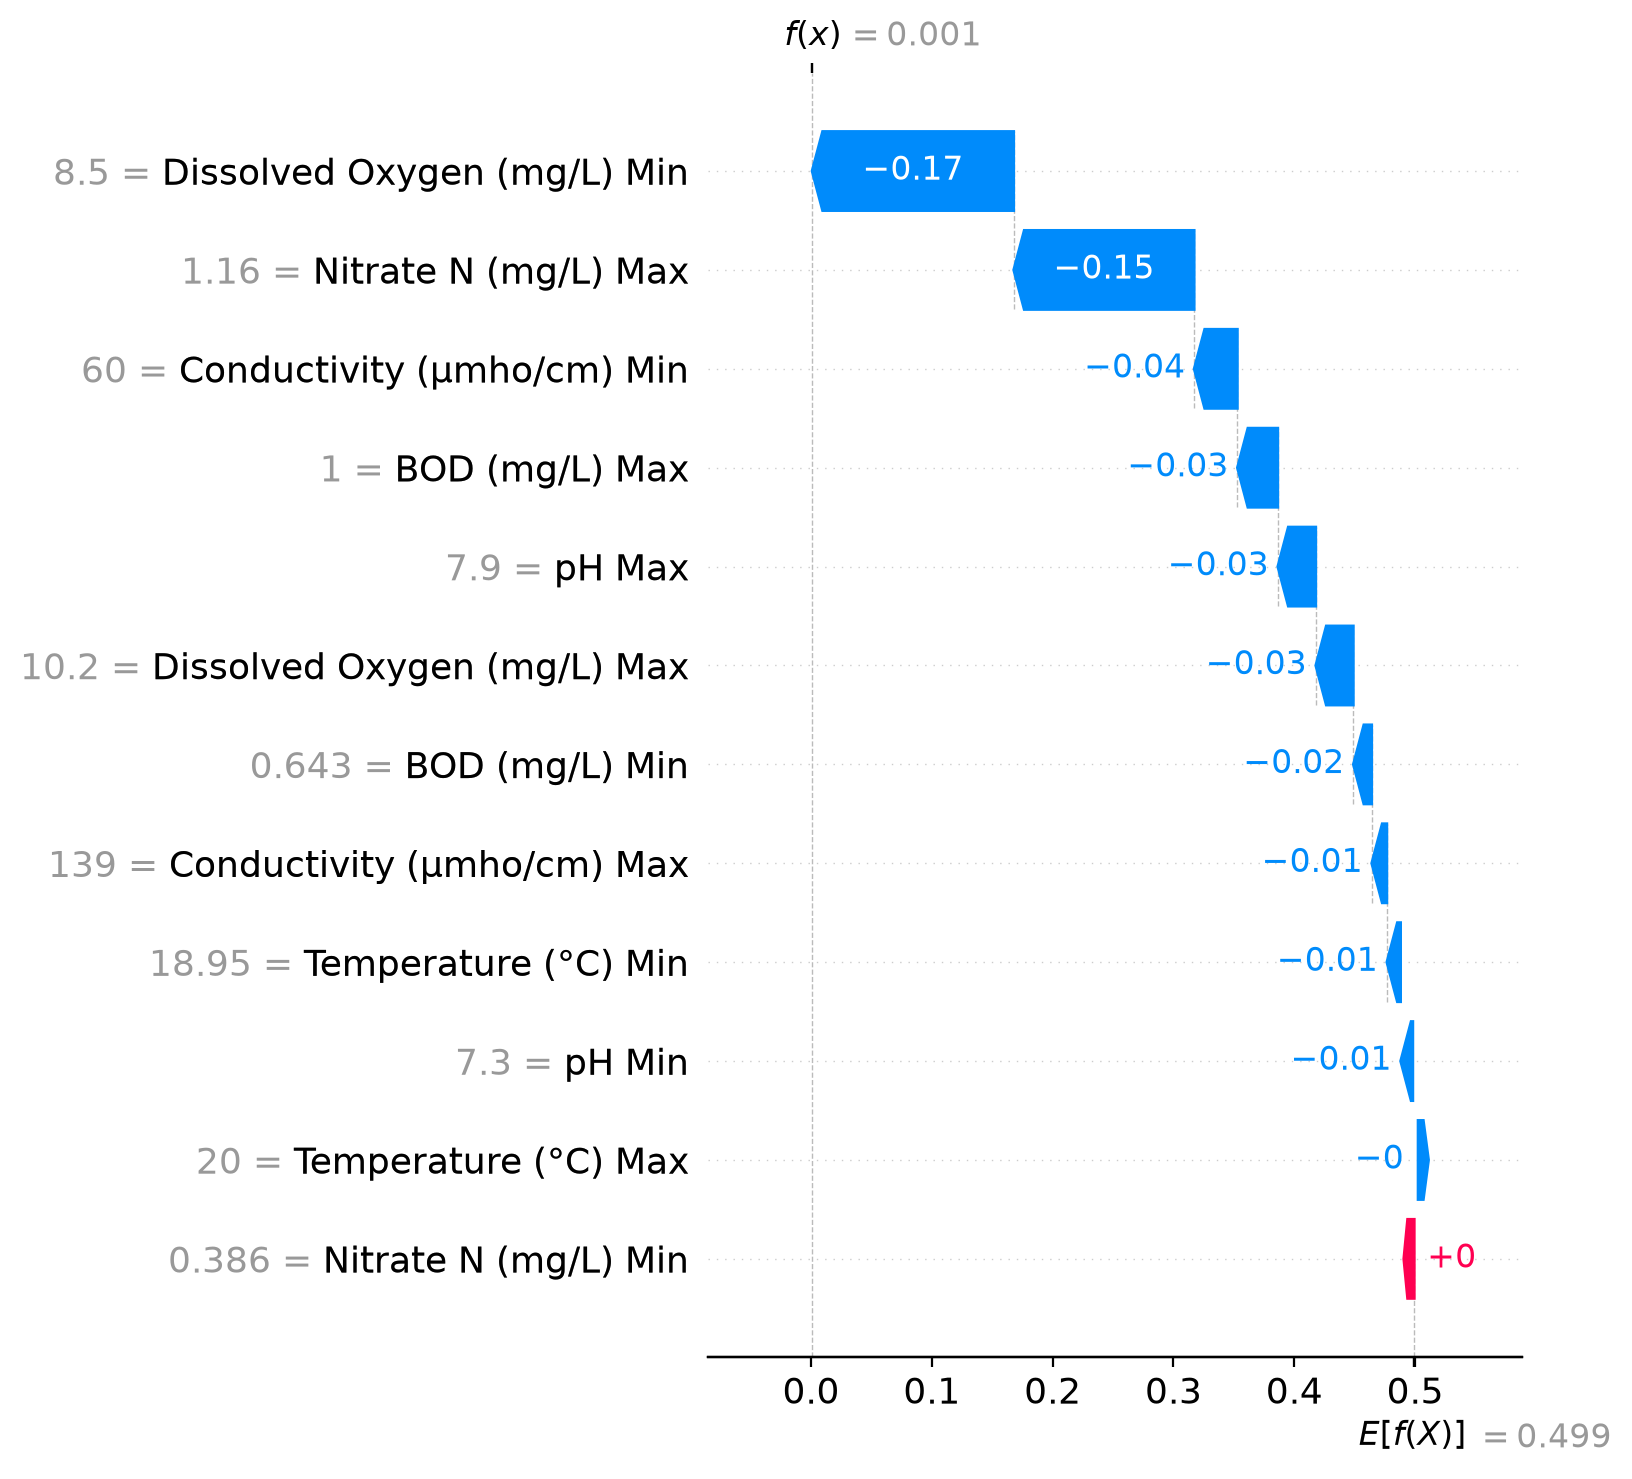 f(x) = 0.001
8.5 = Dissolved Oxygen (mg/L) Min −0.17
1.16 = Nitrate N (mg/L) Max −0.15
60 = Conductivity (µmho/cm) Min −0.04
1 = BOD (mg/L) Max −0.03
7.9 = pH Max −0.03
10.2 = Dissolved Oxygen (mg/L) Max −0.03
0.643 = BOD (mg/L) Min −0.02
139 = Conductivity (µmho/cm) Max −0.01
18.95 = Temperature (°C) Min −0.01
7.3 = pH Min −0.01
20 = Temperature (°C) Max −0
0.386 = Nitrate N (mg/L) Min +0
0.0 0.1 0.2 0.3 0.4 0.5
E[f(X)] = 0.499